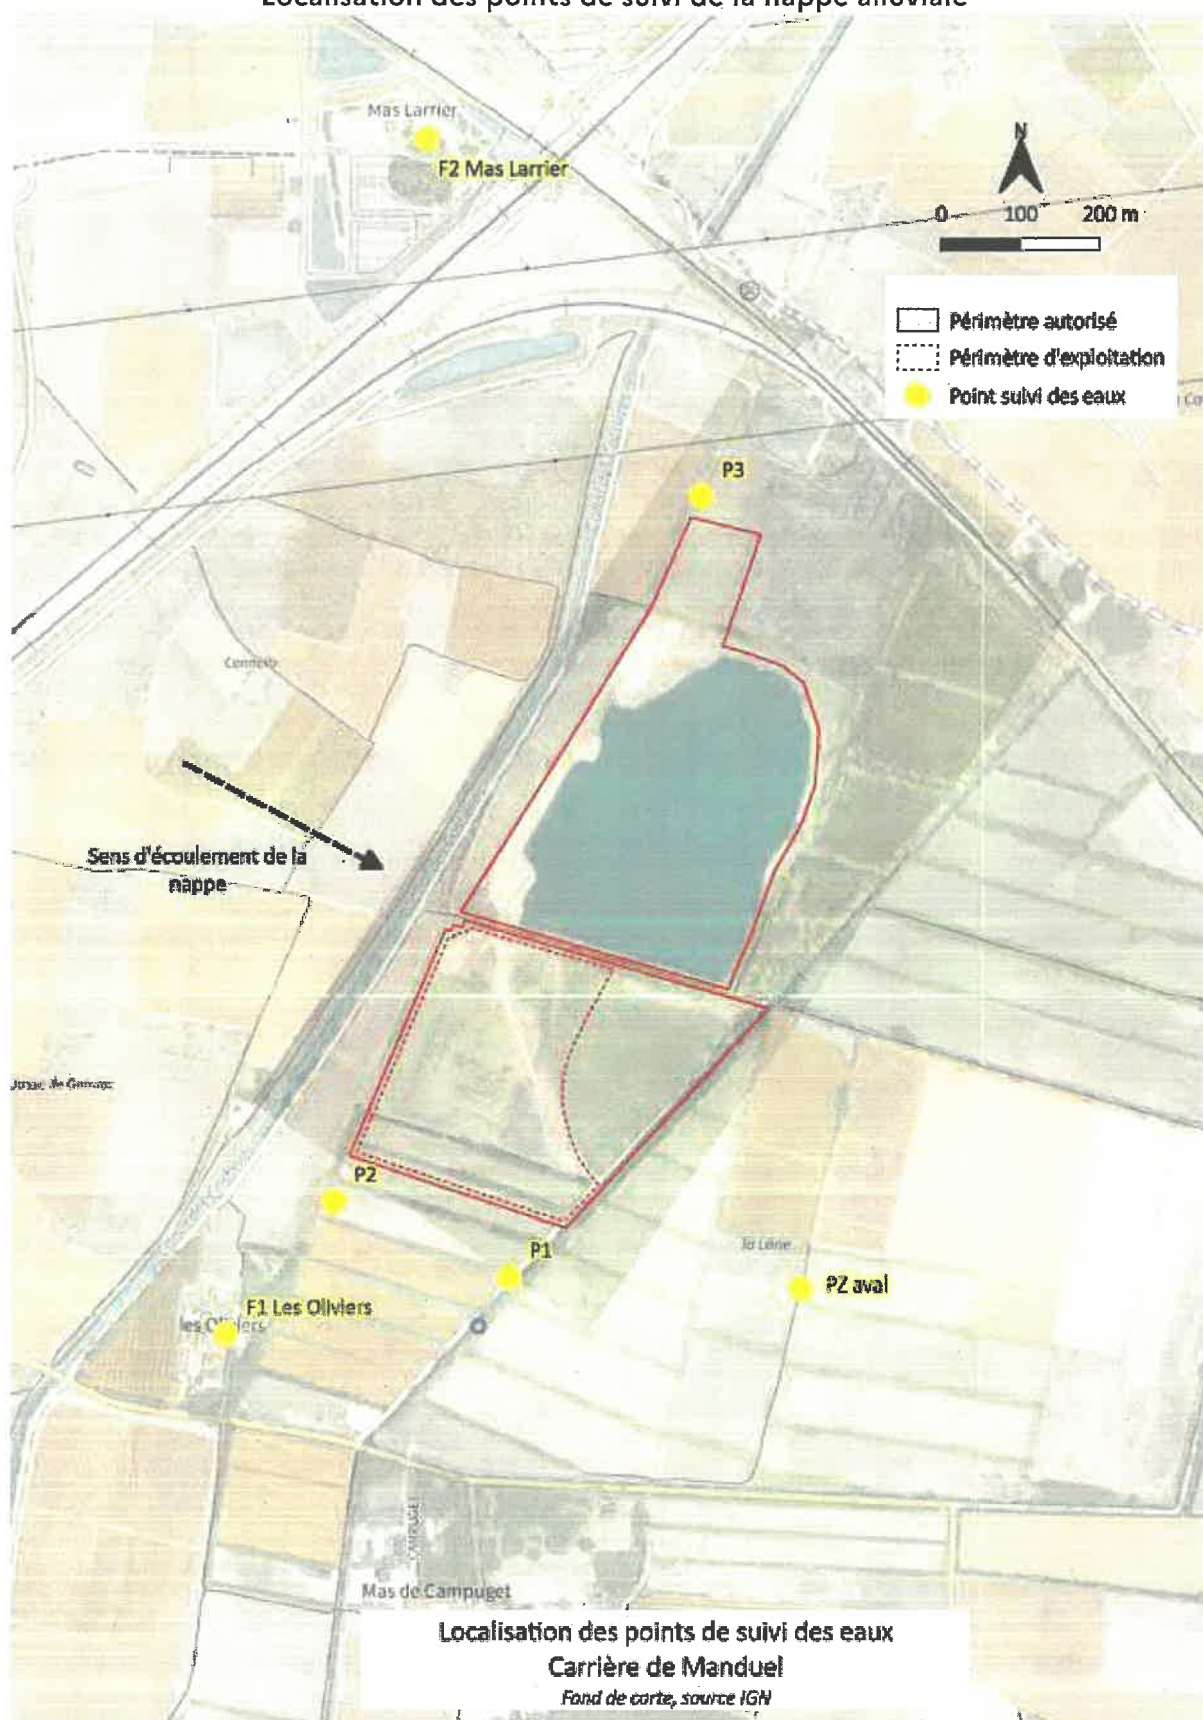 Localisation des points de suivi de la nappe alluviale
Mas Larrier
F2 Mas Larrier
N
0 100 200 m
Périmètre autorisé
Périmètre d'exploitation
Point suivi des eaux
P3
Sens d'écoulement de la
nappe
P2
P1
la Lône
PZ aval
F1 Les Oliviers
les Oliviers
CAMPUGET
Mas de Campuget
Localisation des points de suivi des eaux
Carrière de Manduel
Fond de carte, source IGN